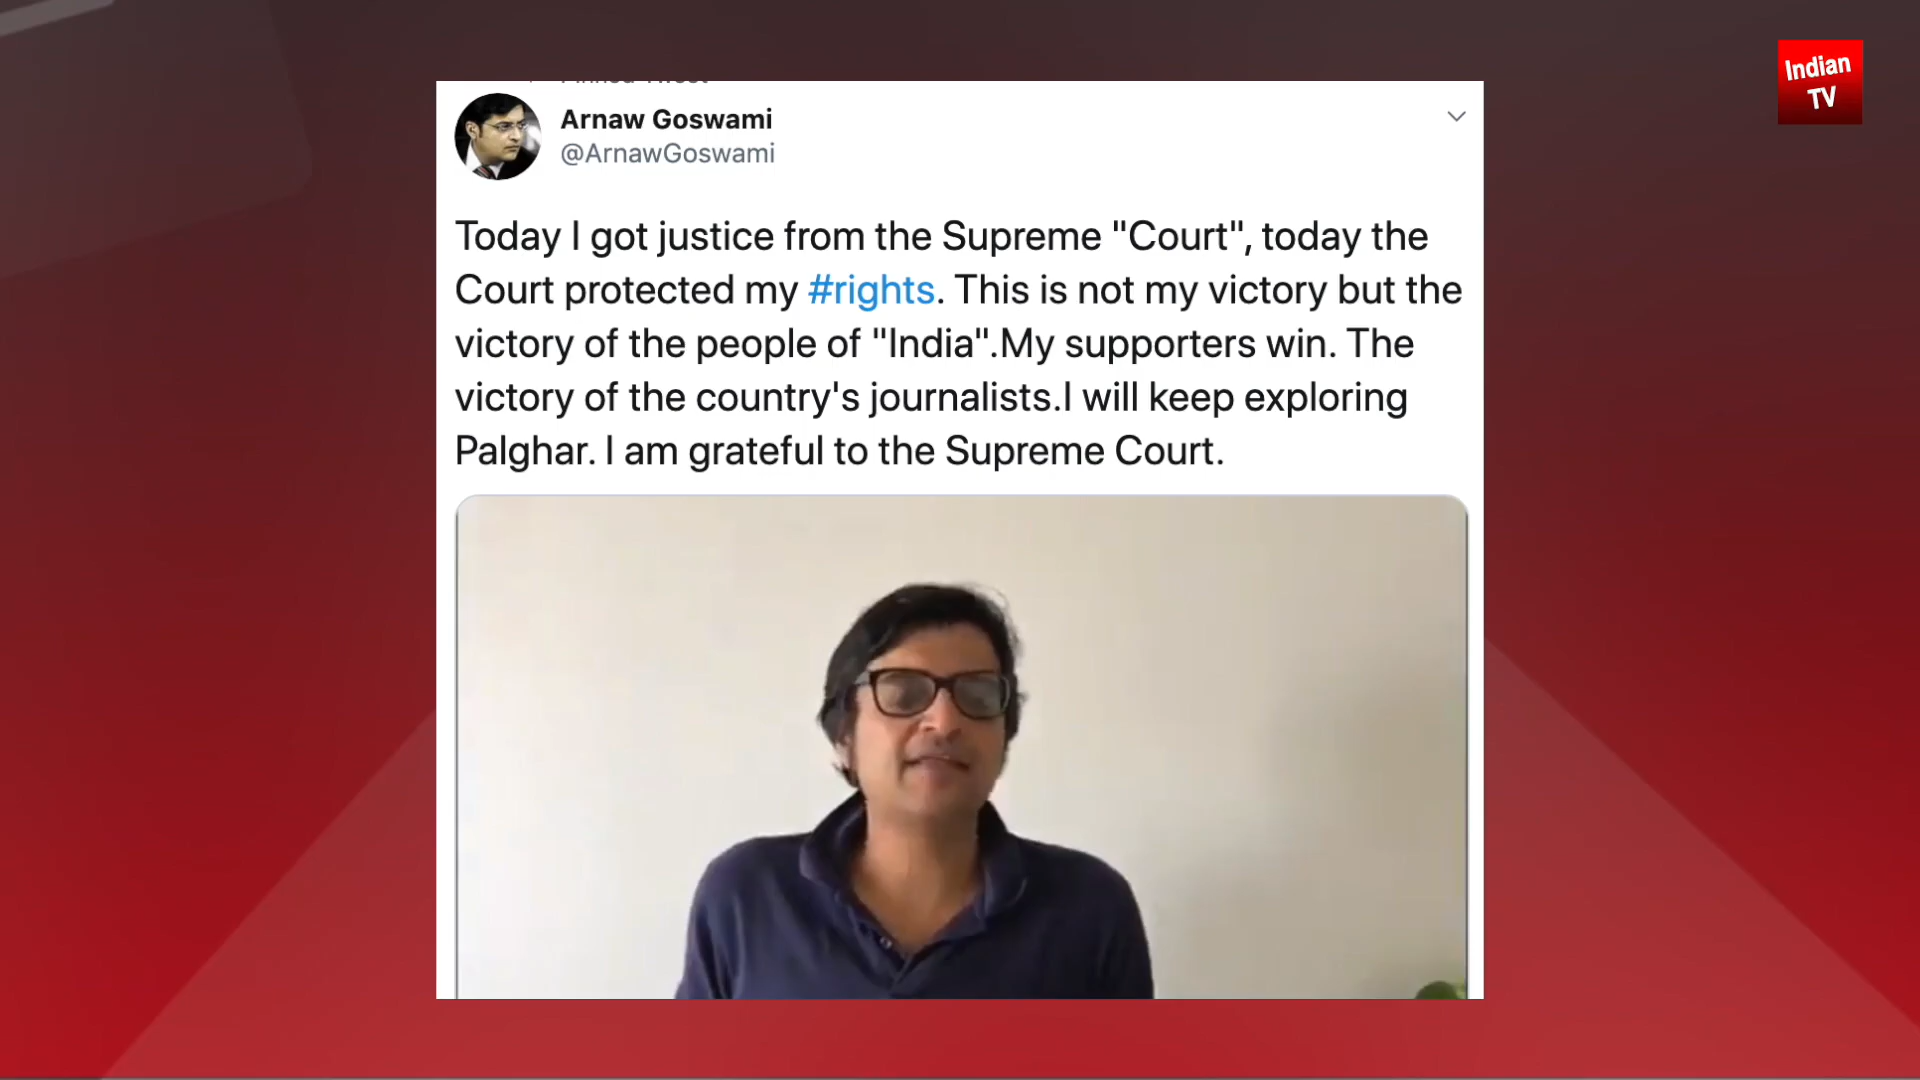 Indian
TV
Arnaw Goswami
@ArnawGoswami
Today I got justice from the Supreme "Court", today the
Court protected my #rights. This is not my victory but the
victory of the people of "India".My supporters win. The
victory of the country's journalists.I will keep exploring
Palghar. I am grateful to the Supreme Court.